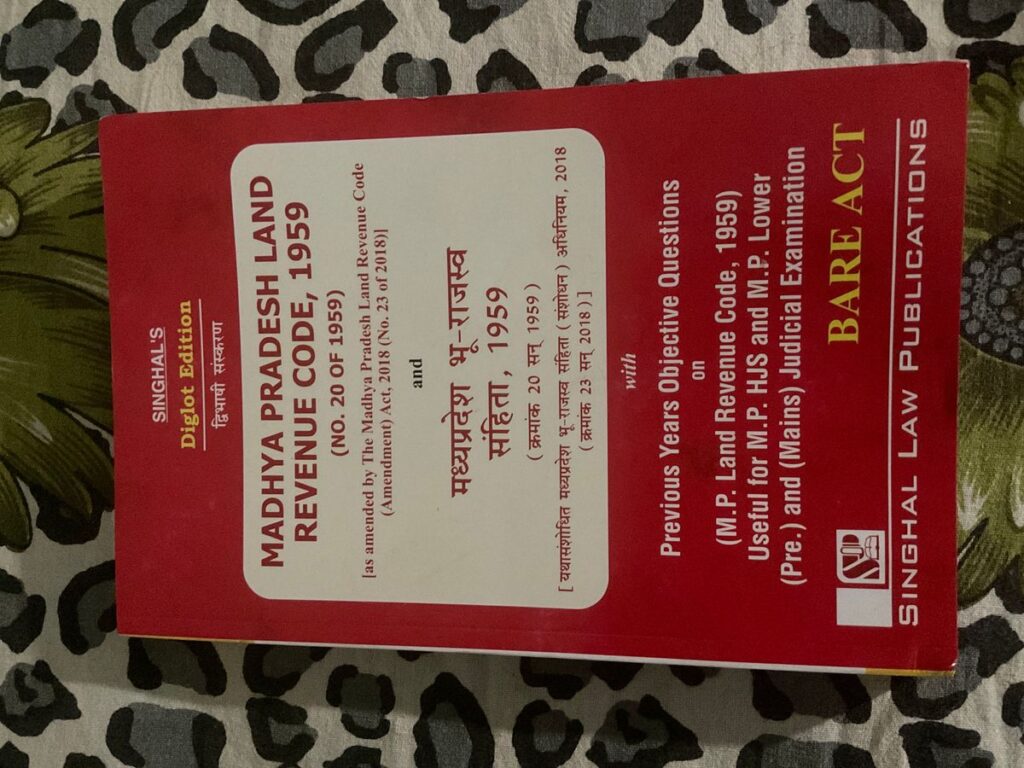 SINGHAL'S
Diglot Edition
द्विभाषी संस्करण
MADHYA PRADESH LAND
REVENUE CODE, 1959
(NO. 20 OF 1959)
[as amended by The Madhya Pradesh Land Revenue Code
(Amendment) Act, 2018 (No. 23 of 2018)]
and
मध्यप्रदेश भू-राजस्व
संहिता, 1959
( क्रमांक 20 सन् 1959 )
[ यथासंशोधित मध्यप्रदेश भू-राजस्व संहिता ( संशोधन ) अधिनियम, 2018
( क्रमांक 23 सन् 2018 ) ]
with
Previous Years Objective Questions
on
(M.P. Land Revenue Code, 1959)
Useful for M.P. HJS and M.P. Lower
(Pre.) and (Mains) Judicial Examination
BARE ACT
SLP
SINGHAL LAW PUBLICATIONS